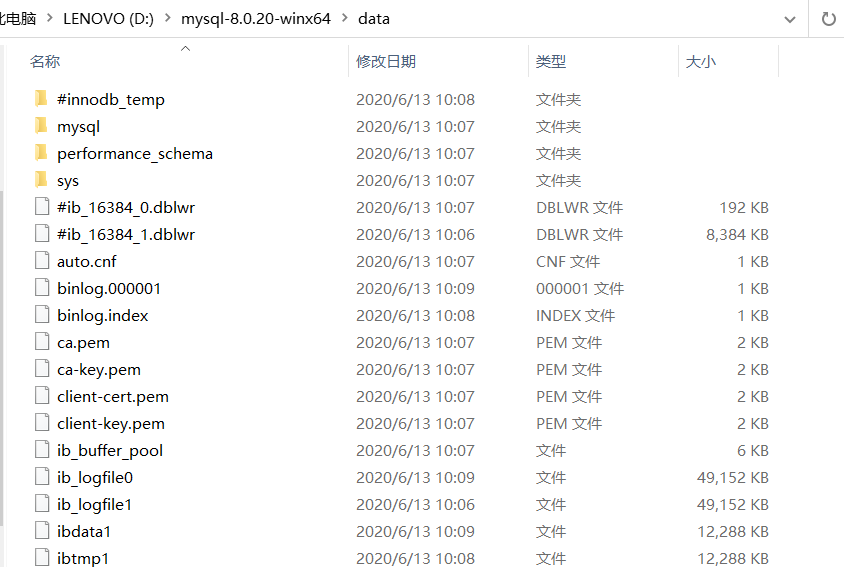 此电脑 > LENOVO (D:) > mysql-8.0.20-winx64 > data
名称 修改日期 类型 大小
#innodb_temp 2020/6/13 10:08 文件夹
mysql 2020/6/13 10:07 文件夹
performance_schema 2020/6/13 10:07 文件夹
sys 2020/6/13 10:07 文件夹
#ib_16384_0.dblwr 2020/6/13 10:07 DBLWR 文件 192 KB
#ib_16384_1.dblwr 2020/6/13 10:06 DBLWR 文件 8,384 KB
auto.cnf 2020/6/13 10:07 CNF 文件 1 KB
binlog.000001 2020/6/13 10:09 000001 文件 1 KB
binlog.index 2020/6/13 10:08 INDEX 文件 1 KB
ca.pem 2020/6/13 10:07 PEM 文件 2 KB
ca-key.pem 2020/6/13 10:07 PEM 文件 2 KB
client-cert.pem 2020/6/13 10:07 PEM 文件 2 KB
client-key.pem 2020/6/13 10:07 PEM 文件 2 KB
ib_buffer_pool 2020/6/13 10:07 文件 6 KB
ib_logfile0 2020/6/13 10:09 文件 49,152 KB
ib_logfile1 2020/6/13 10:06 文件 49,152 KB
ibdata1 2020/6/13 10:09 文件 12,288 KB
ibtmp1 2020/6/13 10:08 文件 12,288 KB